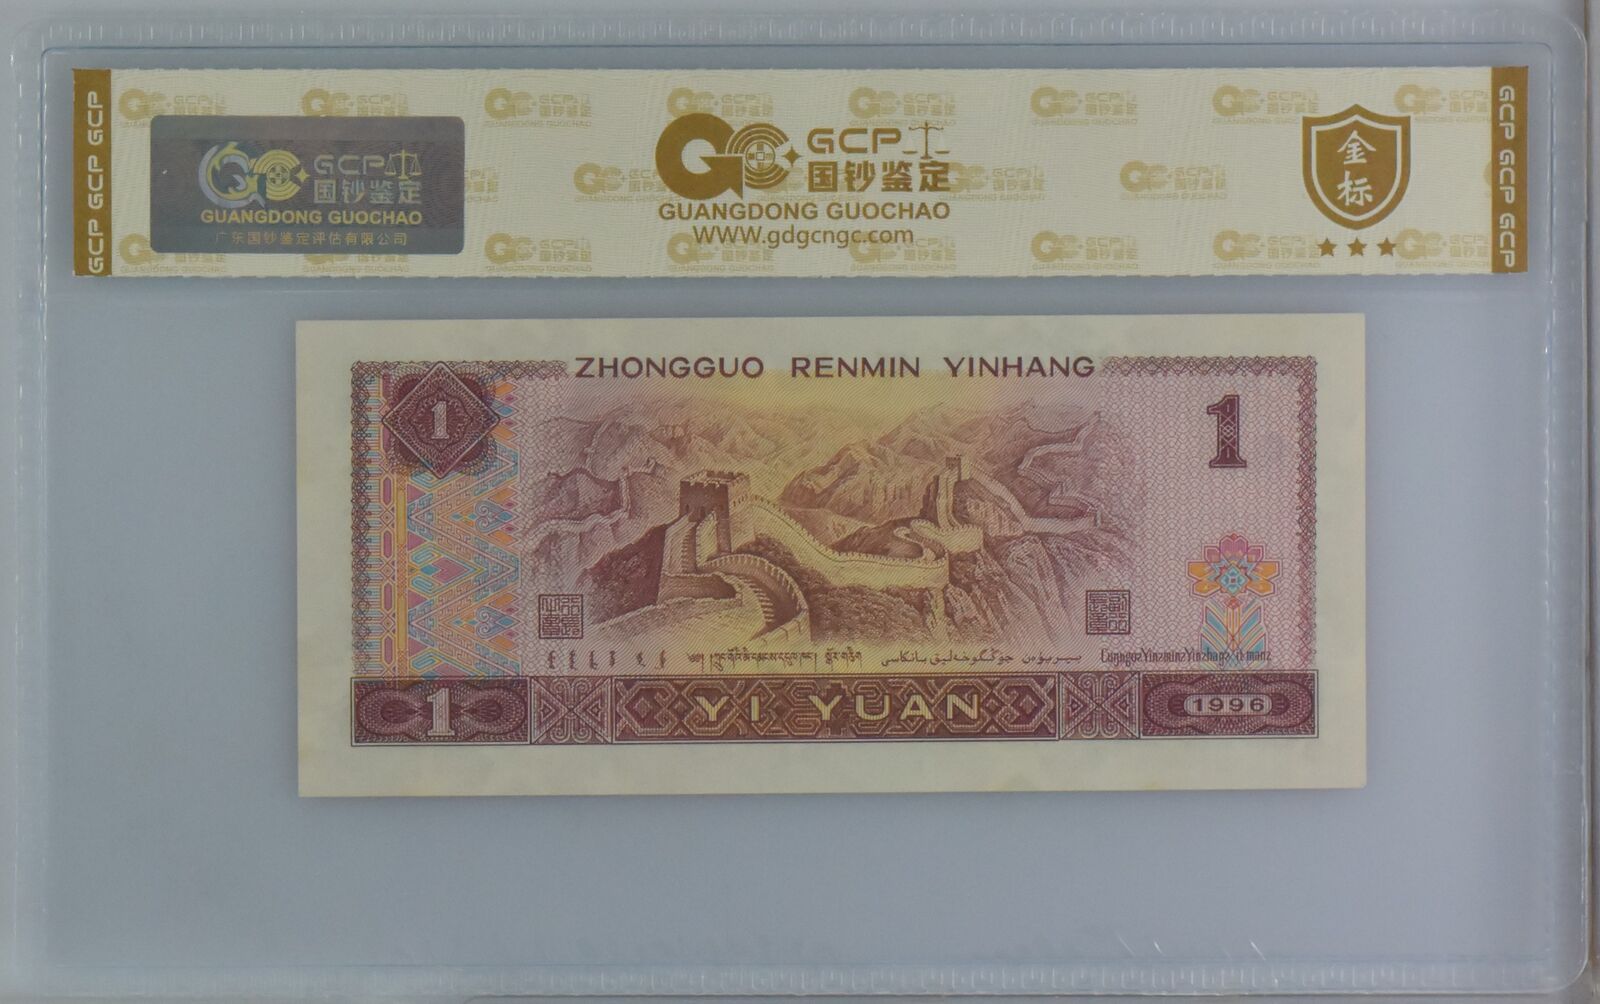 GCP GCP GCP
GCP 国钞鉴定
GUANGDONG GUOCHAO
广东国钞鉴定评估有限公司
GCP
国钞鉴定
GUANGDONG GUOCHAO
WWW.gdgcngc.com
金标
★★★
GCP GCP GCP
ZHONGGUO RENMIN YINHANG
1
1
1
YI YUAN
1996